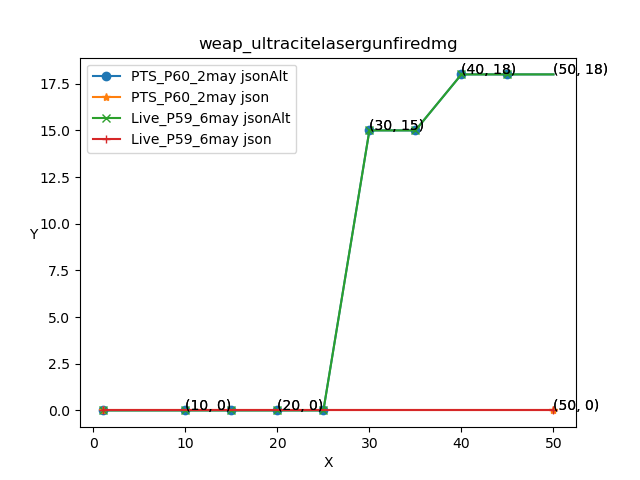 weap_ultracitelasergunfiredmg
PTS_P60_2may jsonAlt
PTS_P60_2may json
Live_P59_6may jsonAlt
Live_P59_6may json
(40, 18)
(50, 18)
(30, 15)
(10, 0)
(20, 0)
(50, 0)
17.5
15.0
12.5
10.0
7.5
5.0
2.5
0.0
Y
0
10
20
30
40
50
X